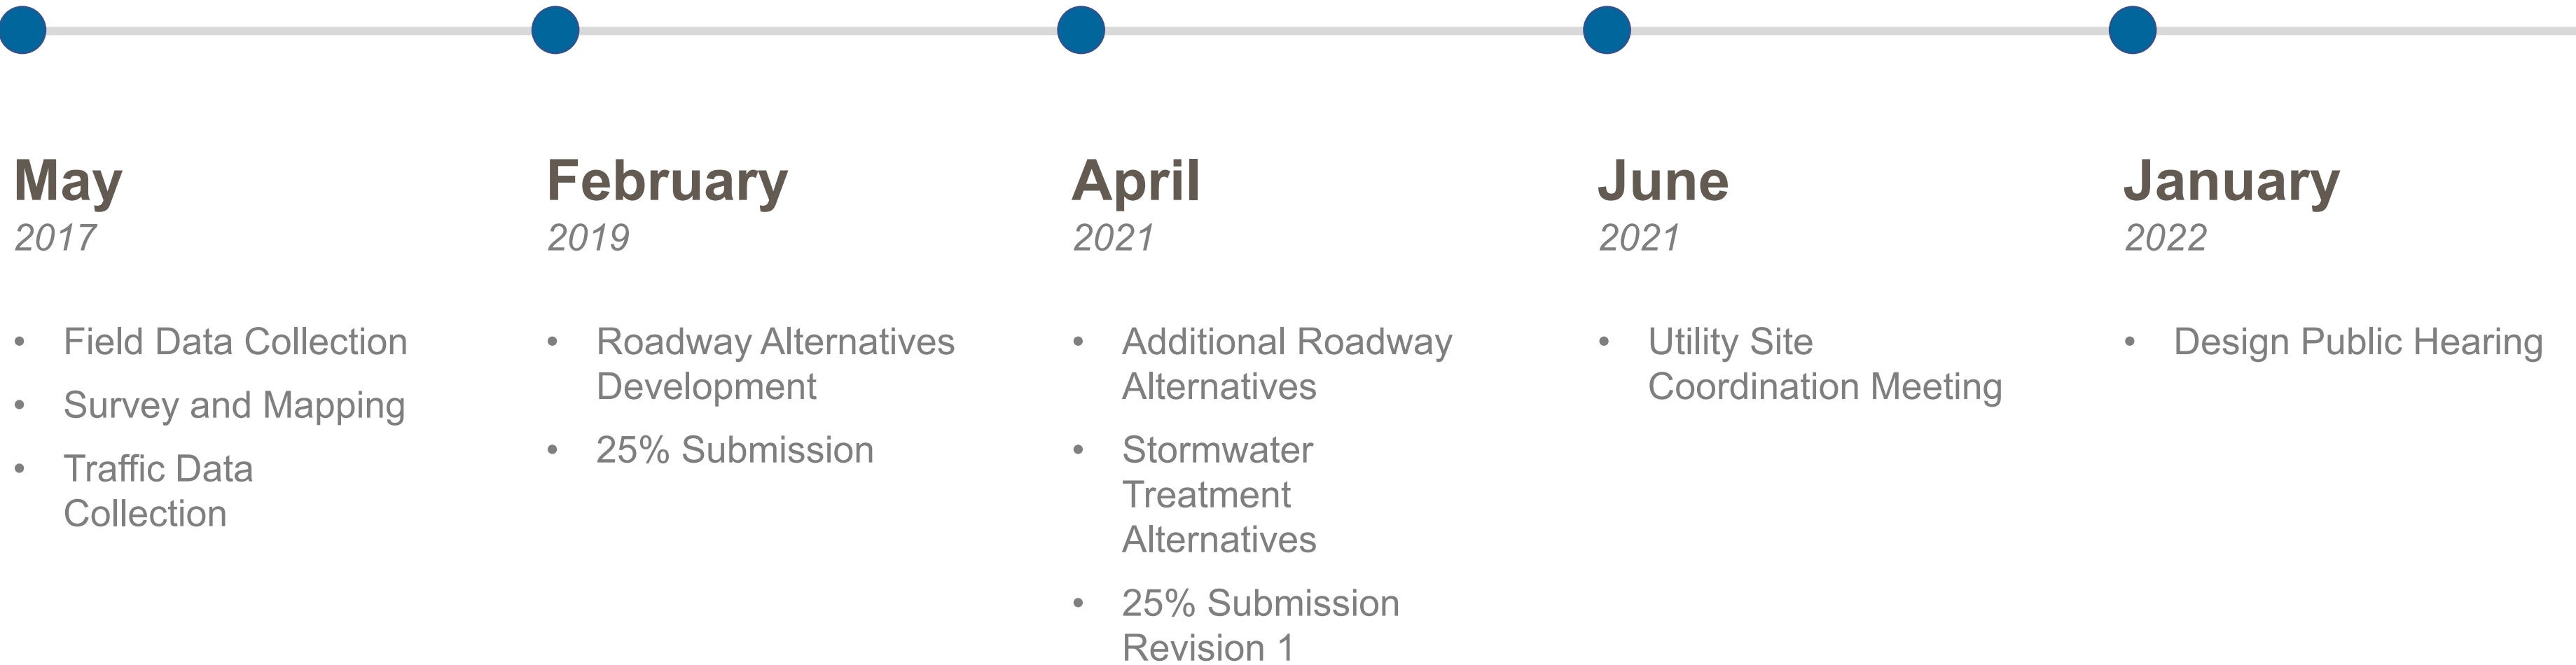 May
2017
• Field Data Collection
• Survey and Mapping
• Traffic Data
Collection
February
2019
• Roadway Alternatives
Development
• 25% Submission
April
2021
• Additional Roadway
Alternatives
• Stormwater
Treatment
Alternatives
• 25% Submission
Revision 1
June
2021
• Utility Site
Coordination Meeting
January
2022
• Design Public Hearing